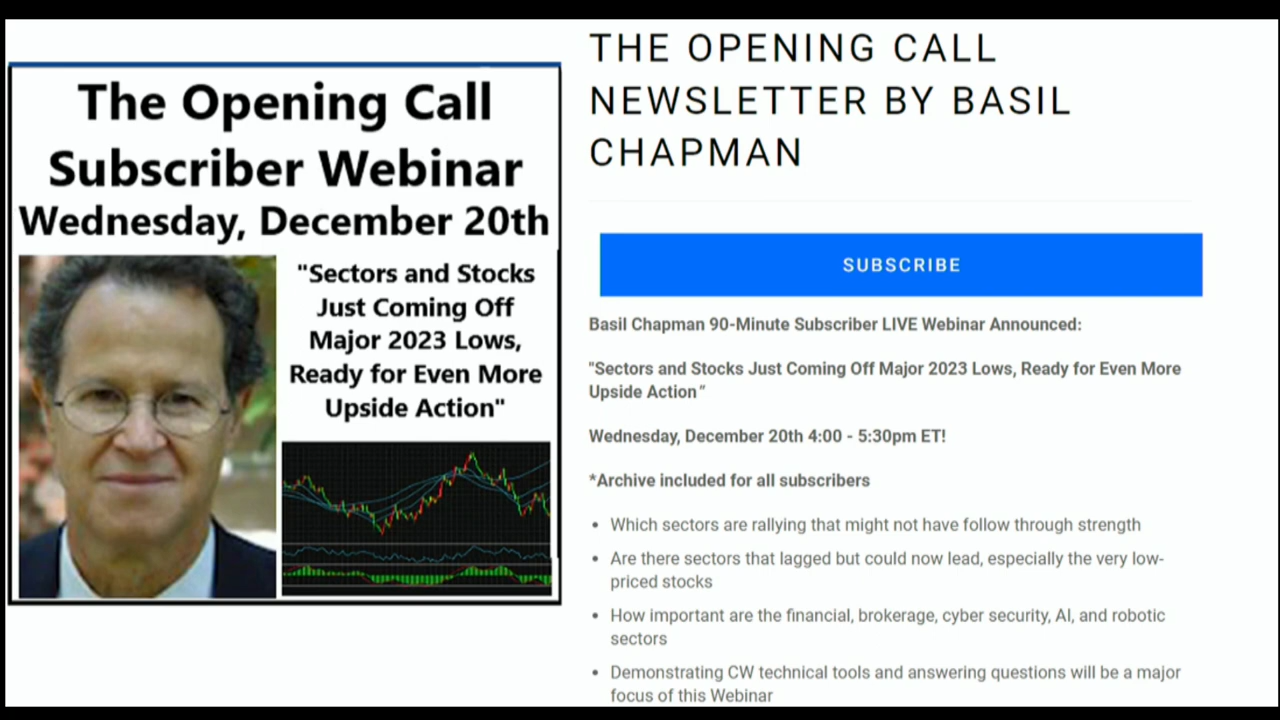 The Opening Call
Subscriber Webinar
Wednesday, December 20th
"Sectors and Stocks
Just Coming Off
Major 2023 Lows,
Ready for Even More
Upside Action"
THE OPENING CALL
NEWSLETTER BY BASIL
CHAPMAN
SUBSCRIBE
Basil Chapman 90-Minute Subscriber LIVE Webinar Announced:
"Sectors and Stocks Just Coming Off Major 2023 Lows, Ready for Even More
Upside Action"
Wednesday, December 20th 4:00 - 5:30pm ET!
*Archive included for all subscribers
• Which sectors are rallying that might not have follow through strength
• Are there sectors that lagged but could now lead, especially the very low-
priced stocks
• How important are the financial, brokerage, cyber security, AI, and robotic
sectors
• Demonstrating CW technical tools and answering questions will be a major
focus of this Webinar